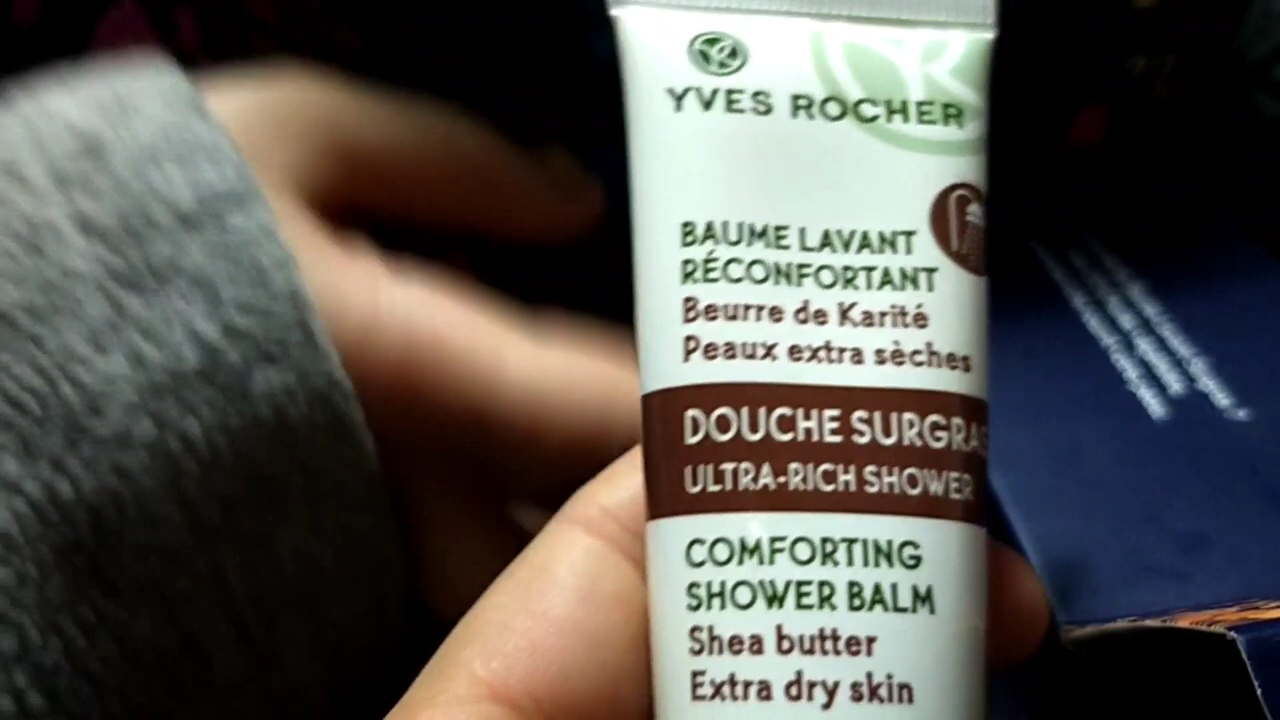 YVES ROCHER
BAUME LAVANT
RÉCONFORTANT
Beurre de Karité
Peaux extra sèches
DOUCHE SURGRAS
ULTRA-RICH SHOWER
COMFORTING
SHOWER BALM
Shea butter
Extra dry skin